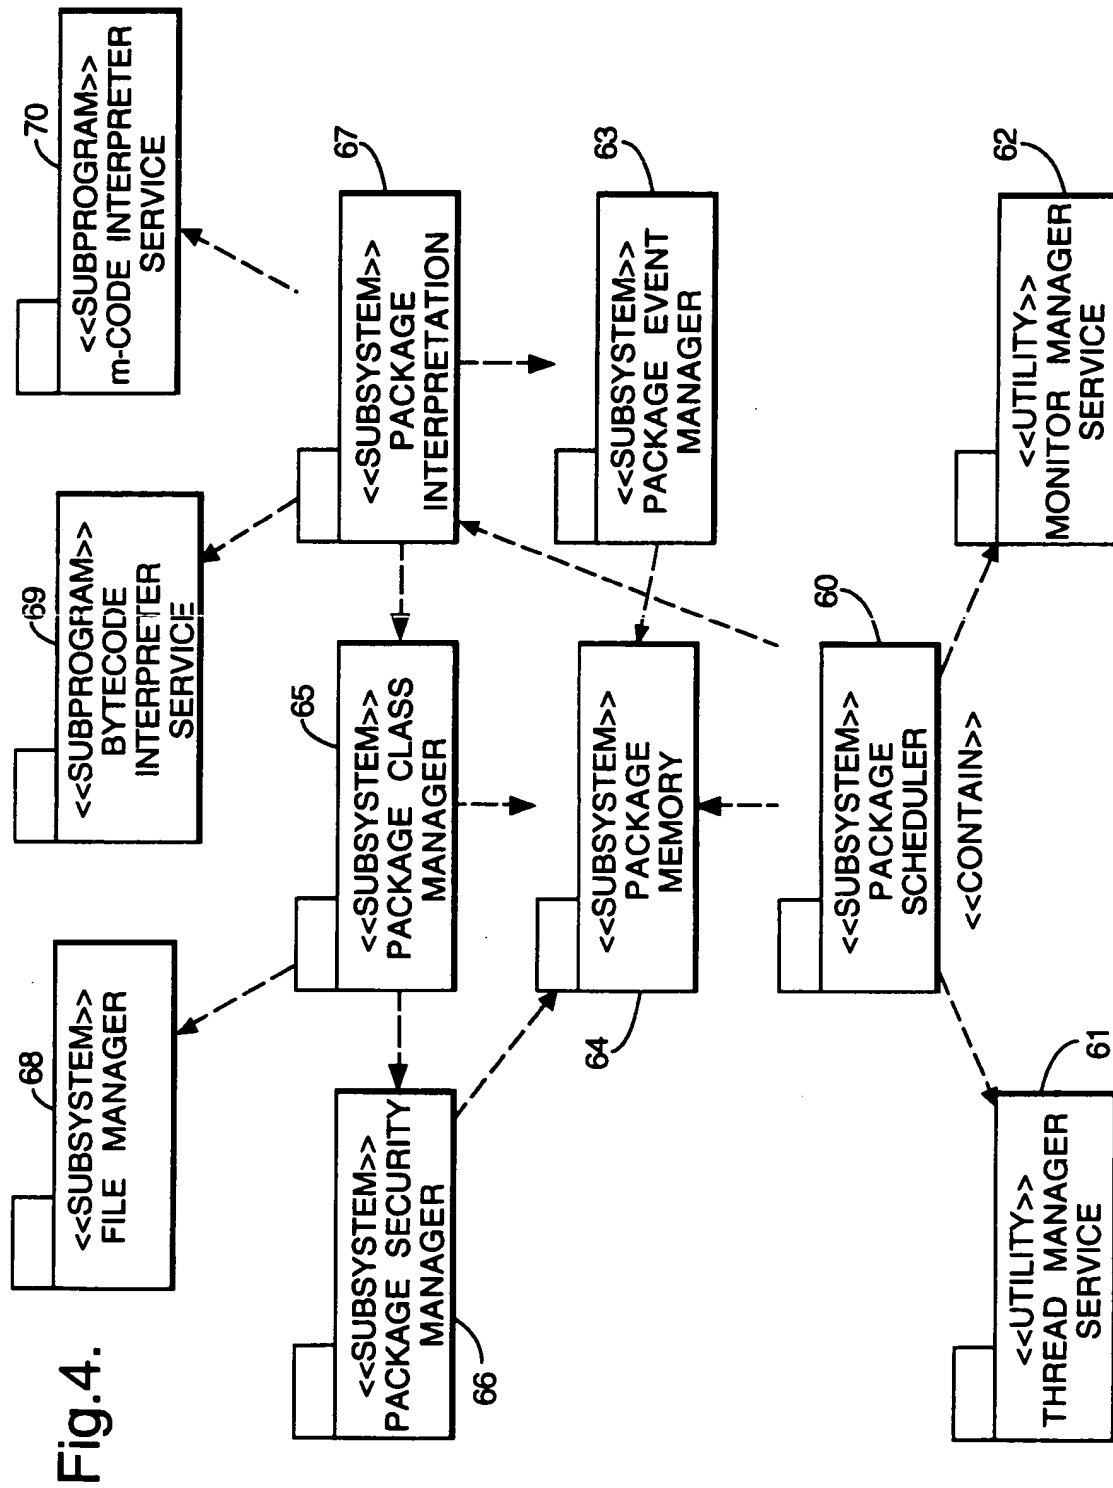 Fig.4.
68
<<SUBSYSTEM>>
FILE MANAGER
69
<<SUBPROGRAM>>
BYTECODE
INTERPRETER
SERVICE
70
<<SUBPROGRAM>>
m-CODE INTERPRETER
SERVICE
66
<<SUBSYSTEM>>
PACKAGE SECURITY
MANAGER
65
<<SUBSYSTEM>>
PACKAGE CLASS
MANAGER
67
<<SUBSYSTEM>>
PACKAGE
INTERPRETATION
64
<<SUBSYSTEM>>
PACKAGE
MEMORY
63
<<SUBSYSTEM>>
PACKAGE EVENT
MANAGER
60
<<SUBSYSTEM>>
PACKAGE
SCHEDULER
<<CONTAIN>>
61
<<UTILITY>>
THREAD MANAGER
SERVICE
62
<<UTILITY>>
MONITOR MANAGER
SERVICE